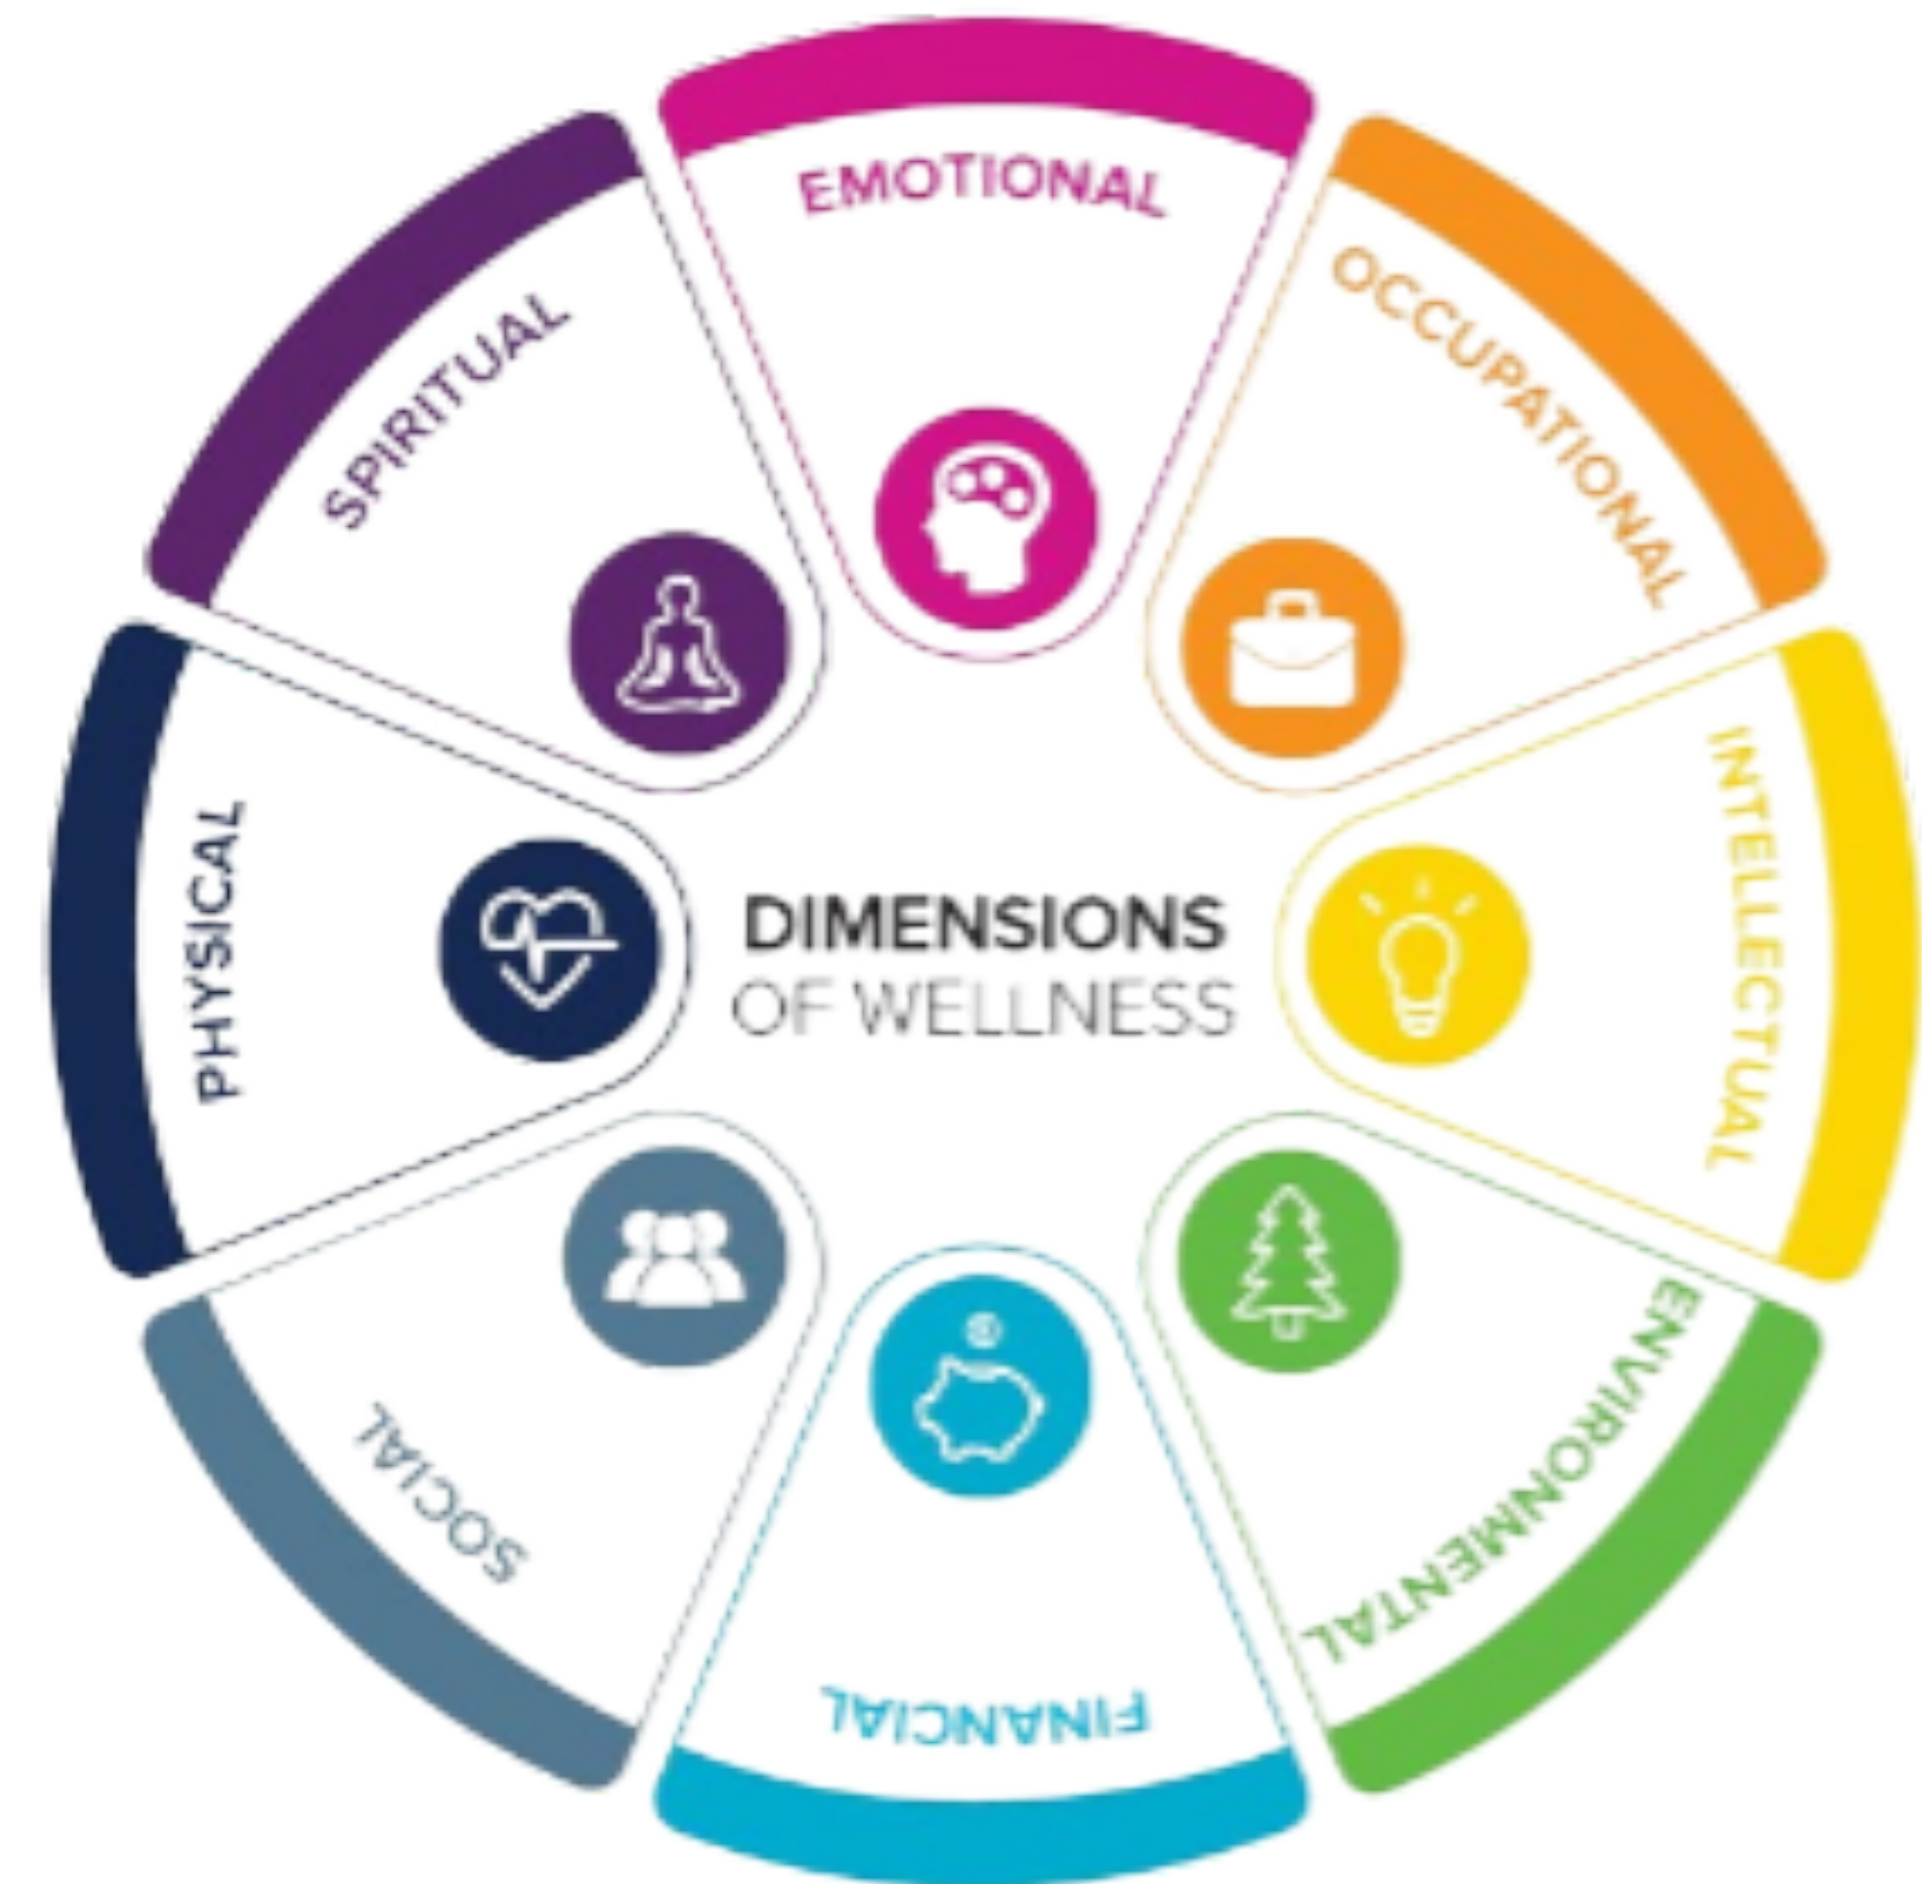 EMOTIONAL
OCCUPATIONAL
INTELLECTUAL
ENVIRONMENTAL
FINANCIAL
SOCIAL
PHYSICAL
SPIRITUAL
DIMENSIONS
OF WELLNESS